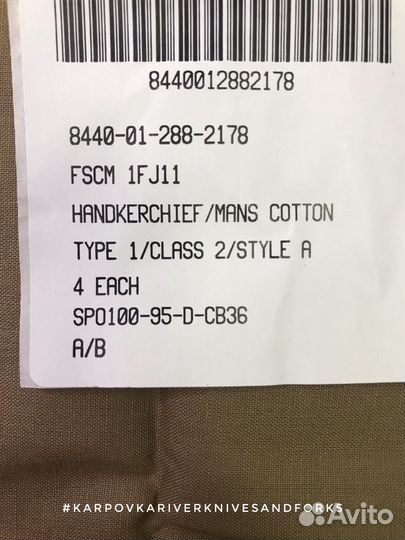 8440012882178
8440-01-288-2178
FSCM 1FJ11
HANDKERCHIEF/MANS COTTON
TYPE 1/CLASS 2/STYLE A
4 EACH
SPO100-95-D-CB36
A/B
#KARPOVKARIVERKNIVESANDFORKS
Avito